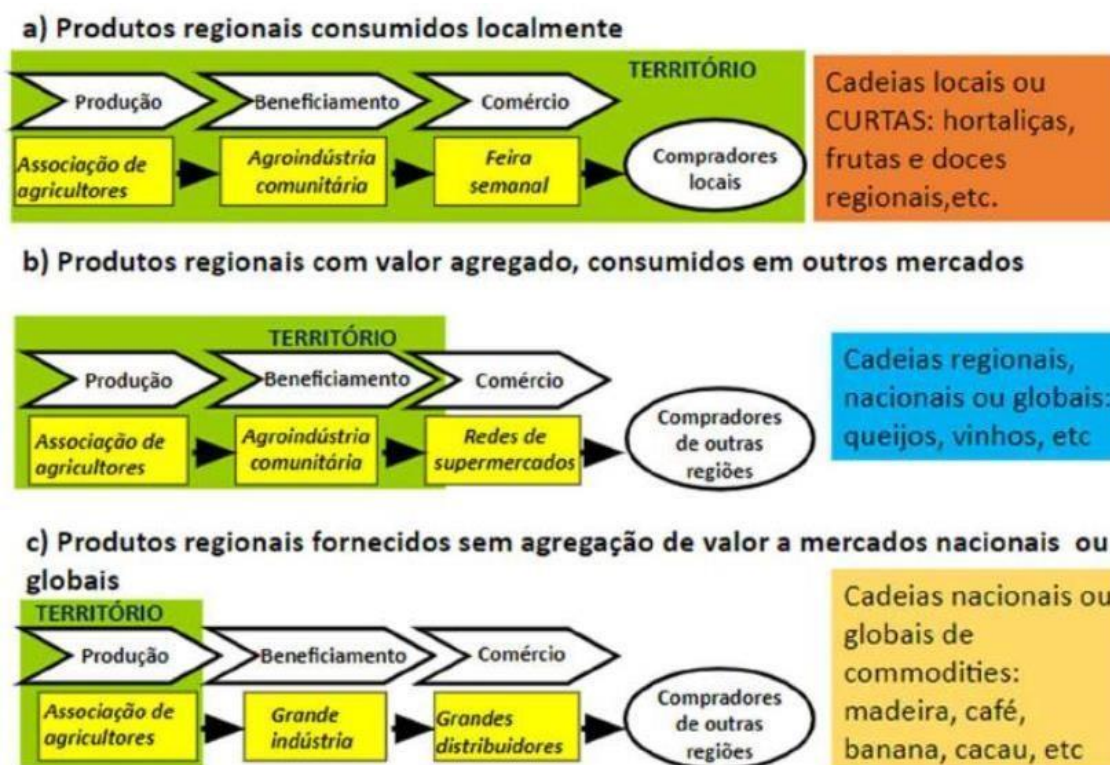 a) Produtos regionais consumidos localmente
TERRITÓRIO
Produção
Beneficiamento
Comércio
Associação de
agricultores
Agroindústria
comunitária
Feira
semanal
Compradores
locais
Cadeias locais ou
CURTAS: hortaliças,
frutas e doces
regionais,etc.
b) Produtos regionais com valor agregado, consumidos em outros mercados
TERRITÓRIO
Produção
Beneficiamento
Comércio
Associação de
agricultores
Agroindústria
comunitária
Redes de
supermercados
Compradores
de outras
regiões
Cadeias regionais,
nacionais ou globais:
queijos, vinhos, etc
c) Produtos regionais fornecidos sem agregação de valor a mercados nacionais ou
globais
TERRITÓRIO
Produção
Beneficiamento
Comércio
Associação de
agricultores
Grande
indústria
Grandes
distribuidores
Compradores
de outras
regiões
Cadeias nacionais ou
globais de
commodities:
madeira, café,
banana, cacau, etc